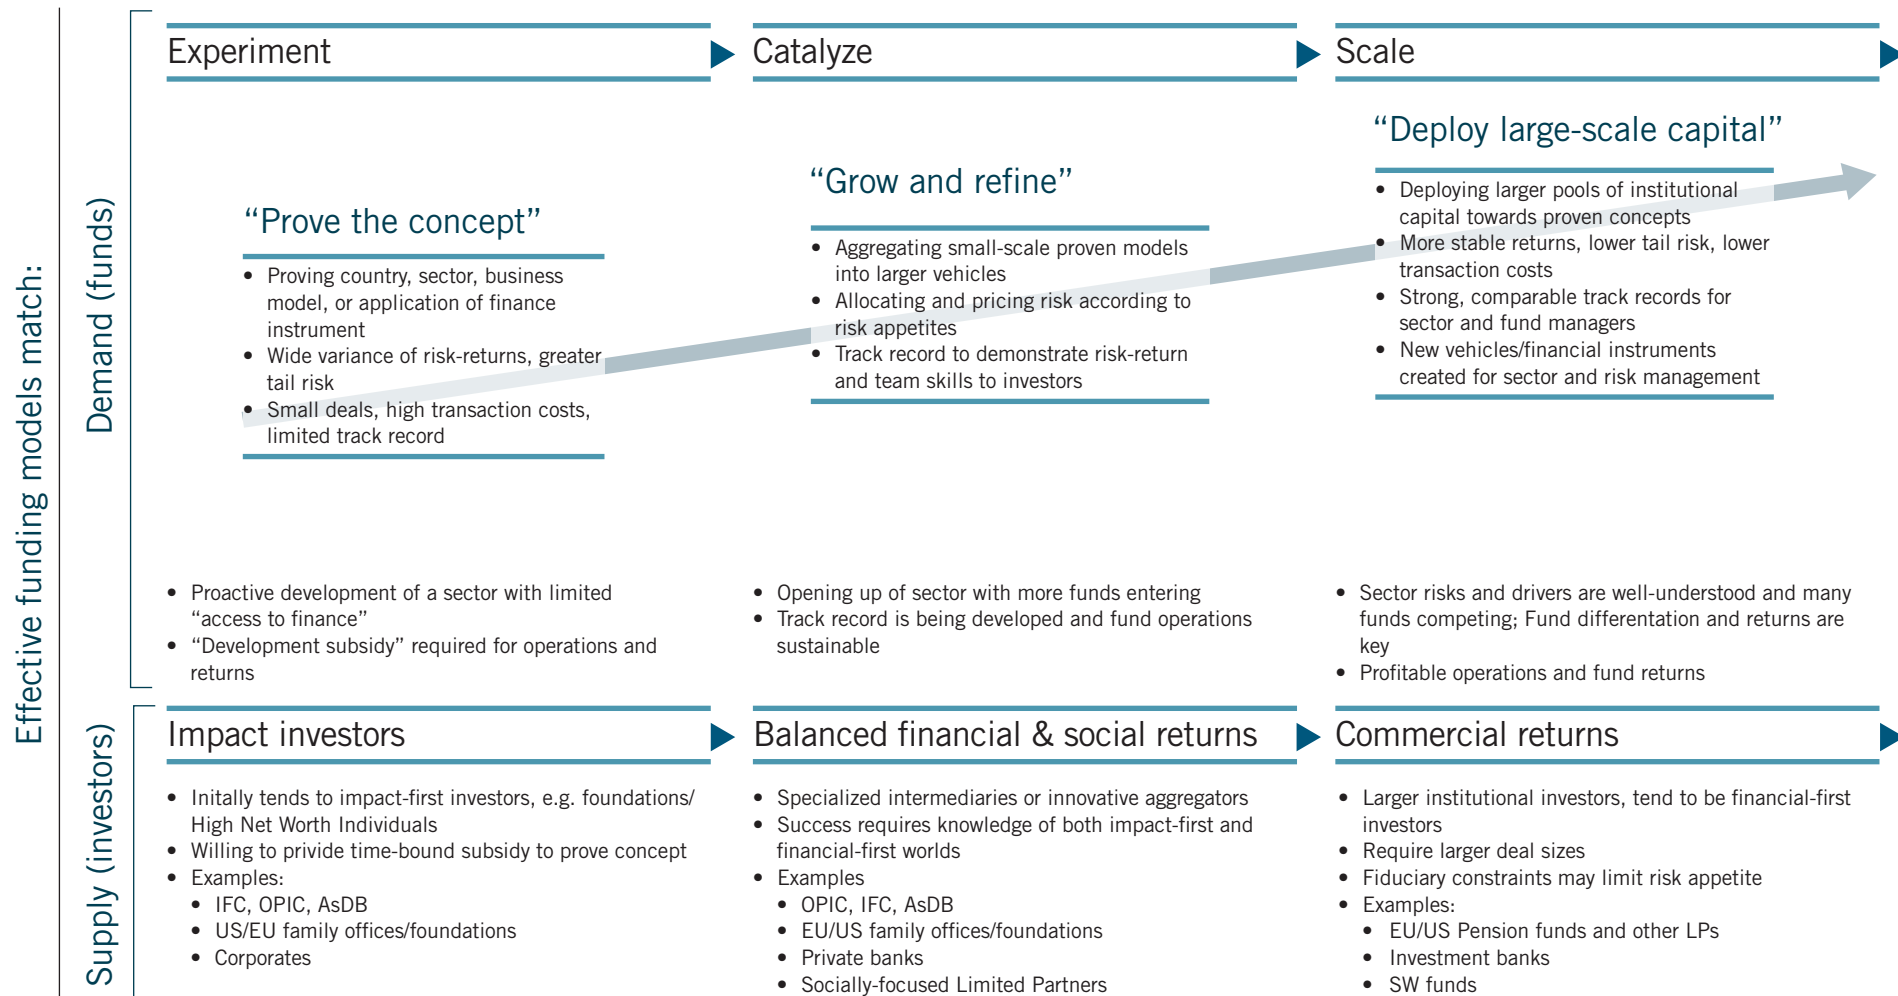 Effective funding models match:
Demand (funds)
Experiment
Catalyze
Scale
“Prove the concept”
• Proving country, sector, business
model, or application of finance
instrument
• Wide variance of risk-returns, greater
tail risk
• Small deals, high transaction costs,
limited track record
“Grow and refine”
• Aggregating small-scale proven models
into larger vehicles
• Allocating and pricing risk according to
risk appetites
• Track record to demonstrate risk-return
and team skills to investors
“Deploy large-scale capital”
• Deploying larger pools of institutional
capital towards proven concepts
• More stable returns, lower tail risk, lower
transaction costs
• Strong, comparable track records for
sector and fund managers
• New vehicles/financial instruments
created for sector and risk management
• Proactive development of a sector with limited
“access to finance”
• “Development subsidy” required for operations and
returns
• Opening up of sector with more funds entering
• Track record is being developed and fund operations
sustainable
• Sector risks and drivers are well-understood and many
funds competing; Fund differentation and returns are
key
• Profitable operations and fund returns
Supply (investors)
Impact investors
Balanced financial & social returns
Commercial returns
• Initally tends to impact-first investors, e.g. foundations/
High Net Worth Individuals
• Willing to privide time-bound subsidy to prove concept
• Examples:
• IFC, OPIC, AsDB
• US/EU family offices/foundations
• Corporates
• Specialized intermediaries or innovative aggregators
• Success requires knowledge of both impact-first and
financial-first worlds
• Examples
• OPIC, IFC, AsDB
• EU/US family offices/foundations
• Private banks
• Socially-focused Limited Partners
• Larger institutional investors, tend to be financial-first
investors
• Require larger deal sizes
• Fiduciary constraints may limit risk appetite
• Examples:
• EU/US Pension funds and other LPs
• Investment banks
• SW funds